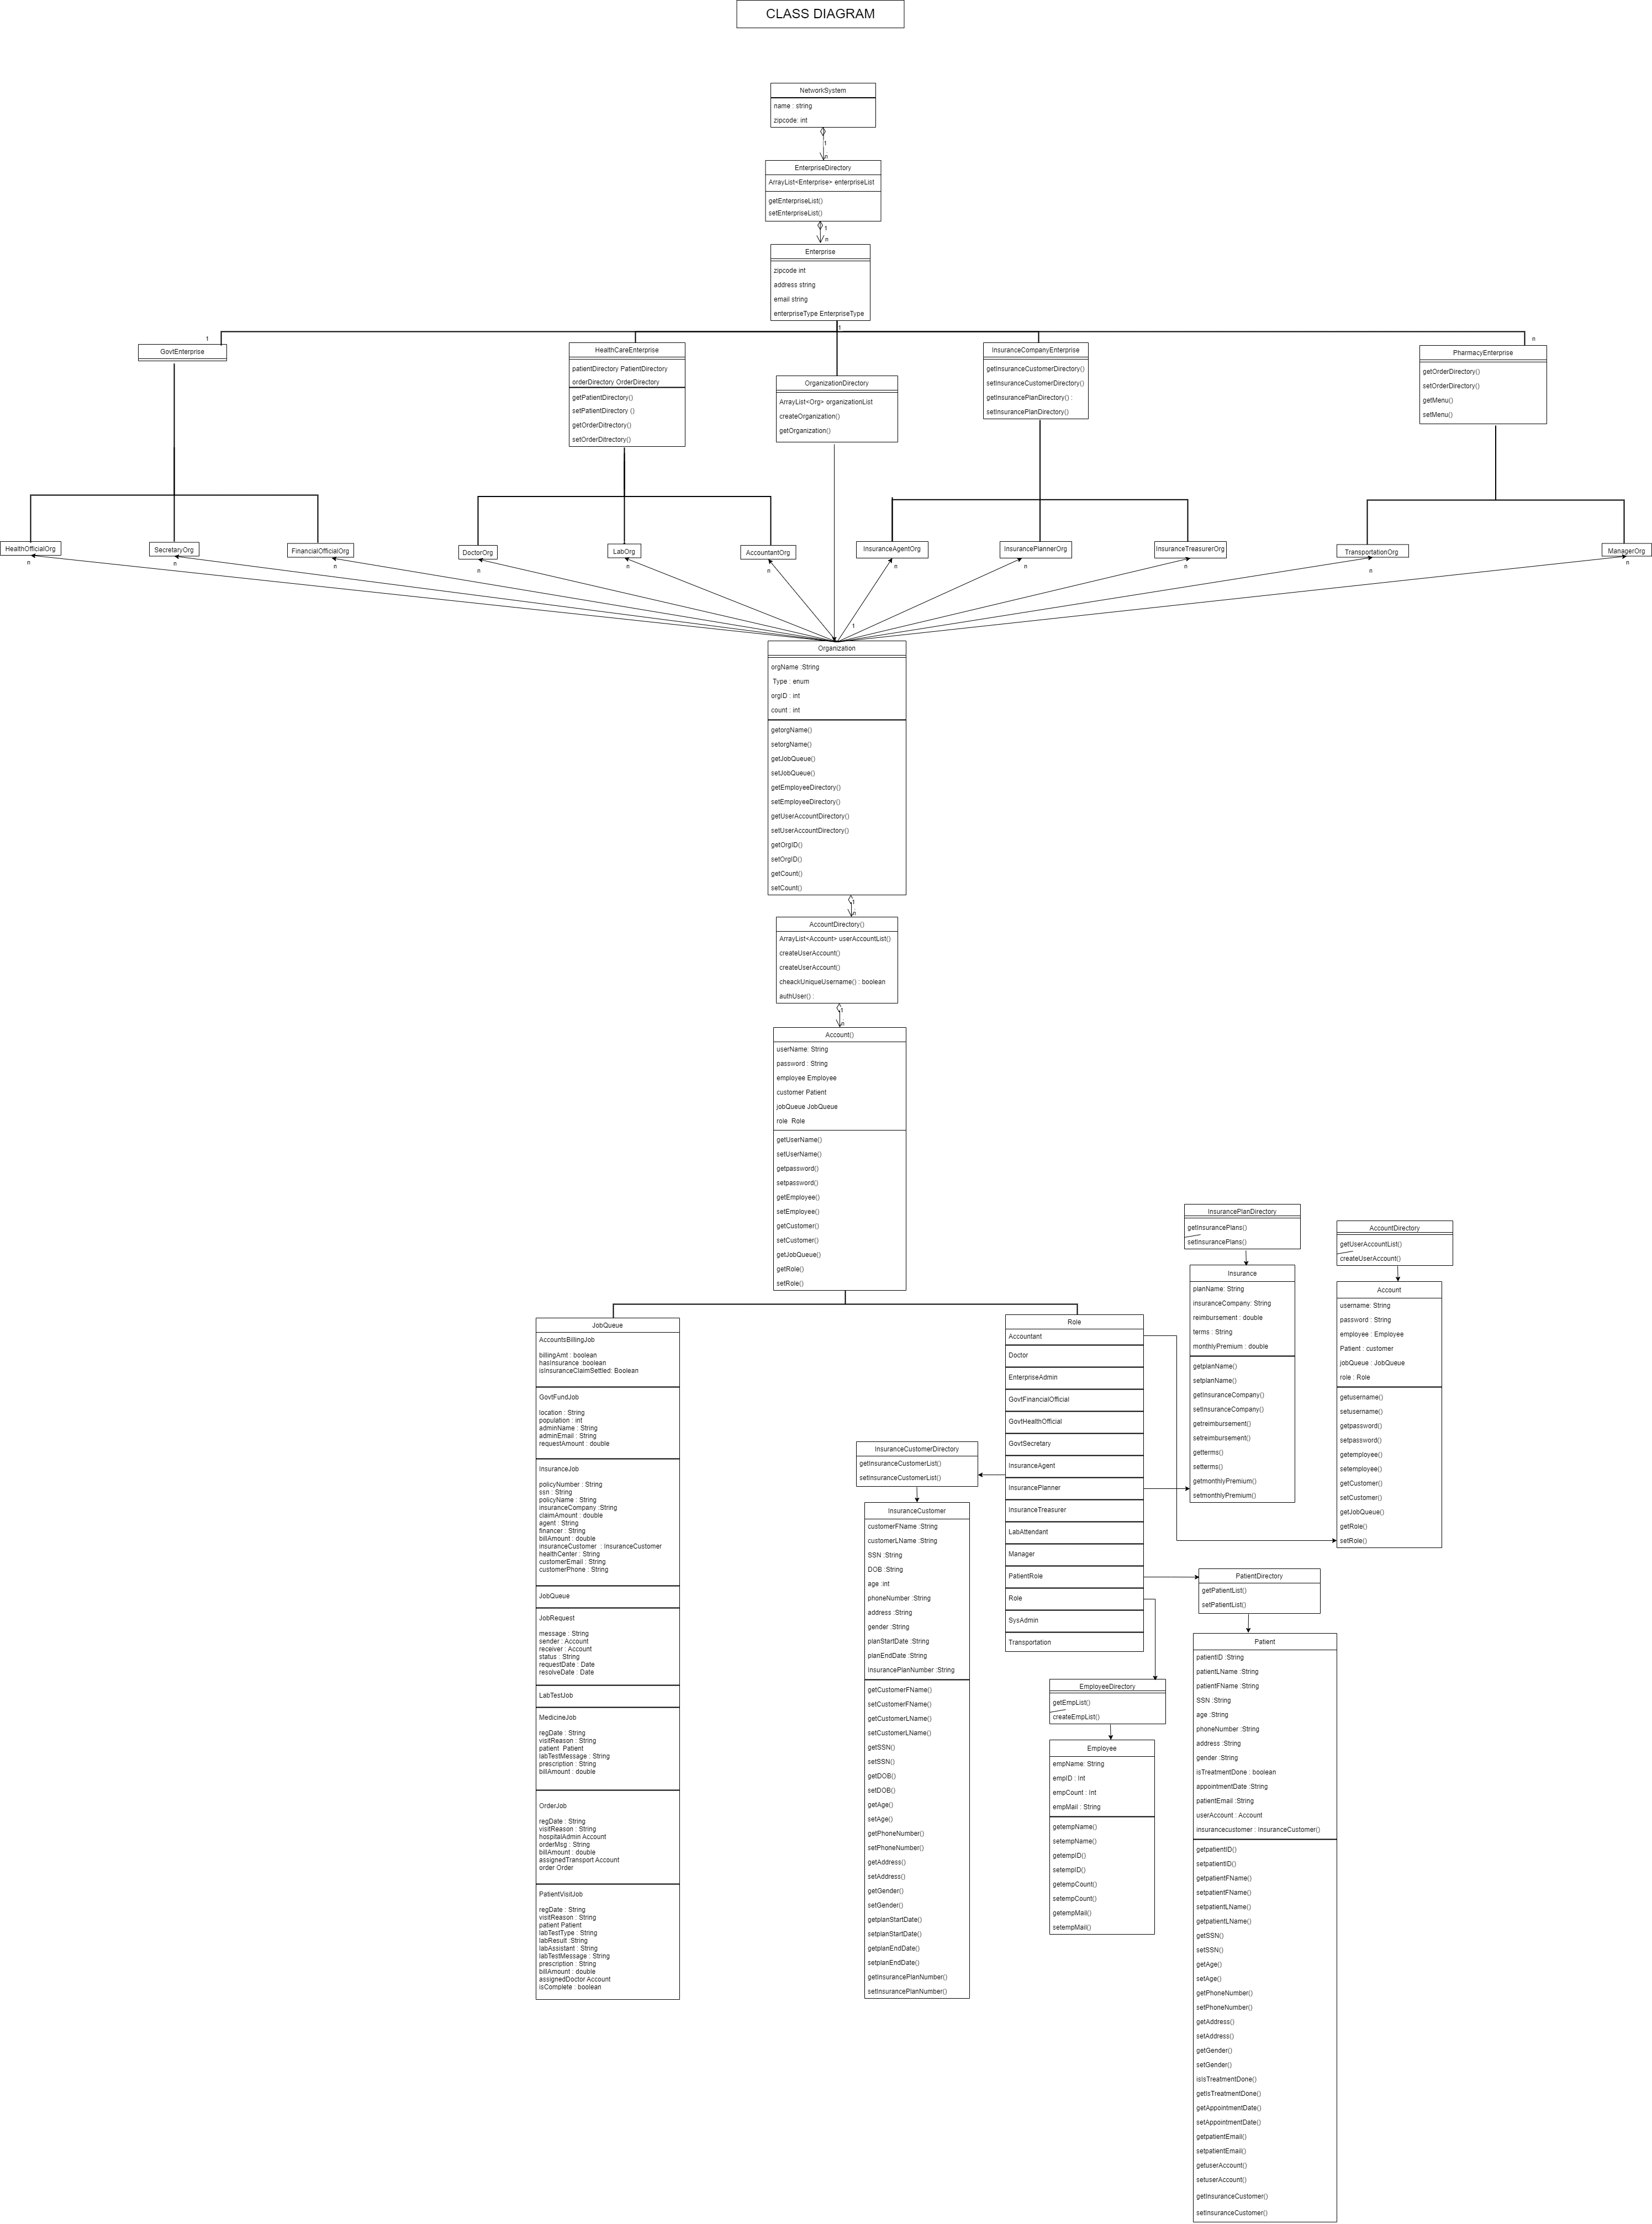 CLASS DIAGRAM
NetworkSystem
name : string
zipcode: int
1
n
EnterpriseDirectory
ArrayList<Enterprise> enterpriseList
getEnterpriseList()
setEnterpriseList()
1
n
Enterprise
zipcode int
address string
email string
enterpriseType EnterpriseType
1
1
n
GovtEnterprise
HealthCareEnterprise
patientDirectory PatientDirectory
orderDirectory OrderDirectory
getPatientDirectory()
setPatientDirectory ()
getOrderDitrectory()
setOrderDitrectory()
OrganizationDirectory
ArrayList<Org> organizationList
createOrganization()
getOrganization()
InsuranceCompanyEnterprise
getInsuranceCustomerDirectory()
setInsuranceCustomerDirectory()
getInsurancePlanDirectory() :
setInsurancePlanDirectory()
PharmacyEnterprise
getOrderDirectory()
setOrderDirectory()
getMenu()
setMenu()
HealthOfficialOrg
SecretaryOrg
FinancialOfficialOrg
DoctorOrg
LabOrg
AccountantOrg
InsuranceAgentOrg
InsurancePlannerOrg
InsuranceTreasurerOrg
TransportationOrg
ManagerOrg
n
n
n
n
n
n
n
n
n
n
n
1
Organization
orgName :String
Type : enum
orgID : int
count : int
getorgName()
setorgName()
getJobQueue()
setJobQueue()
getEmployeeDirectory()
setEmployeeDirectory()
getUserAccountDirectory()
setUserAccountDirectory()
getOrgID()
setOrgID()
getCount()
setCount()
1
n
AccountDirectory()
ArrayList<Account> userAccountList()
createUserAccount()
createUserAccount()
cheackUniqueUsername() : boolean
authUser() :
1
n
Account()
userName: String
password : String
employee Employee
customer Patient
jobQueue JobQueue
role  Role
getUserName()
setUserName()
getpassword()
setpassword()
getEmployee()
setEmployee()
getCustomer()
setCustomer()
getJobQueue()
getRole()
setRole()
JobQueue
AccountsBillingJob
billingAmt : boolean
hasInsurance :boolean
isInsuranceClaimSettled: Boolean
GovtFundJob
location : String
population : int
adminName : String
adminEmail : String
requestAmount : double
InsuranceJob
policyNumber : String
ssn : String
policyName : String
insuranceCompany :String
claimAmount : double
agent : String
financer : String
billAmount : double
insuranceCustomer  : InsuranceCustomer
healthCenter : String
customerEmail : String
customerPhone : String
JobQueue
JobRequest
message : String
sender : Account
receiver : Account
status : String
requestDate : Date
resolveDate : Date
LabTestJob
MedicineJob
regDate : String
visitReason : String
patient  Patient
labTestMessage : String
prescription : String
billAmount : double
OrderJob
regDate : String
visitReason : String
hospitalAdmin Account
orderMsg : String
billAmount : double
assignedTransport Account
order Order
PatientVisitJob
regDate : String
visitReason : String
patient Patient
labTestType : String
labResult :String
labAssistant : String
labTestMessage : String
prescription : String
billAmount : double
assignedDoctor Account
isComplete : boolean
Role
Accountant
Doctor
EnterpriseAdmin
GovtFinancialOfficial
GovtHealthOfficial
GovtSecretary
InsuranceAgent
InsurancePlanner
InsuranceTreasurer
LabAttendant
Manager
PatientRole
Role
SysAdmin
Transportation
InsuranceCustomerDirectory
getInsuranceCustomerList()
setInsuranceCustomerList()
InsuranceCustomer
customerFName :String
customerLName : String
SSN :String
DOB :String
age :int
phoneNumber :String
address :String
gender :String
planStartDate :String
planEndDate :String
InsurancePlanNumber :String
getCustomerFName()
setCustomerFName()
getCustomerLName()
setCustomerLName()
getSSN()
setSSN()
getDOB()
setDOB()
getAge()
setAge()
getPhoneNumber()
setPhoneNumber()
getAddress()
setAddress()
getGender()
setGender()
getplanStartDate()
setplanStartDate()
getplanEndDate()
setplanEndDate()
getInsurancePlanNumber()
setInsurancePlanNumber()
InsurancePlanDirectory
getInsurancePlans()
setInsurancePlans()
Insurance
planName: String
insuranceCompany: String
reimbursement : double
terms : String
monthlyPremium : double
getplanName()
setplanName()
getInsuranceCompany()
setInsuranceCompany()
getreimbursement()
setreimbursement()
getterms()
setterms()
getmonthlyPremium()
setmonthlyPremium()
AccountDirectory
getUserAccountList()
createUserAccount()
Account
username: String
password : String
employee : Employee
Patient : customer
jobQueue : JobQueue
role : Role
getusername()
setusername()
getpassword()
setpassword()
getemployee()
setemployee()
getCustomer()
setCustomer()
getJobQueue()
getRole()
setRole()
EmployeeDirectory
getEmpList()
createEmpList()
Employee
empName: String
empID : Int
empCount : Int
empMail : String
getempName()
setempName()
getempID()
setempID()
getempCount()
setempCount()
getempMail()
setempMail()
PatientDirectory
getPatientList()
setPatientList()
Patient
patientID :String
patientLName :String
patientFName :String
SSN :String
age :String
phoneNumber :String
address :String
gender :String
isTreatmentDone : boolean
appointmentDate :String
patientEmail :String
userAccount : Account
insurancecustomer : InsuranceCustomer()
getpatientID()
setpatientID()
getpatientFName()
setpatientFName()
setpatientLName()
getpatientLName()
getSSN()
setSSN()
getAge()
setAge()
getPhoneNumber()
setPhoneNumber()
getAddress()
setAddress()
getGender()
setGender()
isIsTreatmentDone()
getIsTreatmentDone()
getAppointmentDate()
setAppointmentDate()
getpatientEmail()
setpatientEmail()
getuserAccount()
setuserAccount()
getInsuranceCustomer()
setInsuranceCustomer()